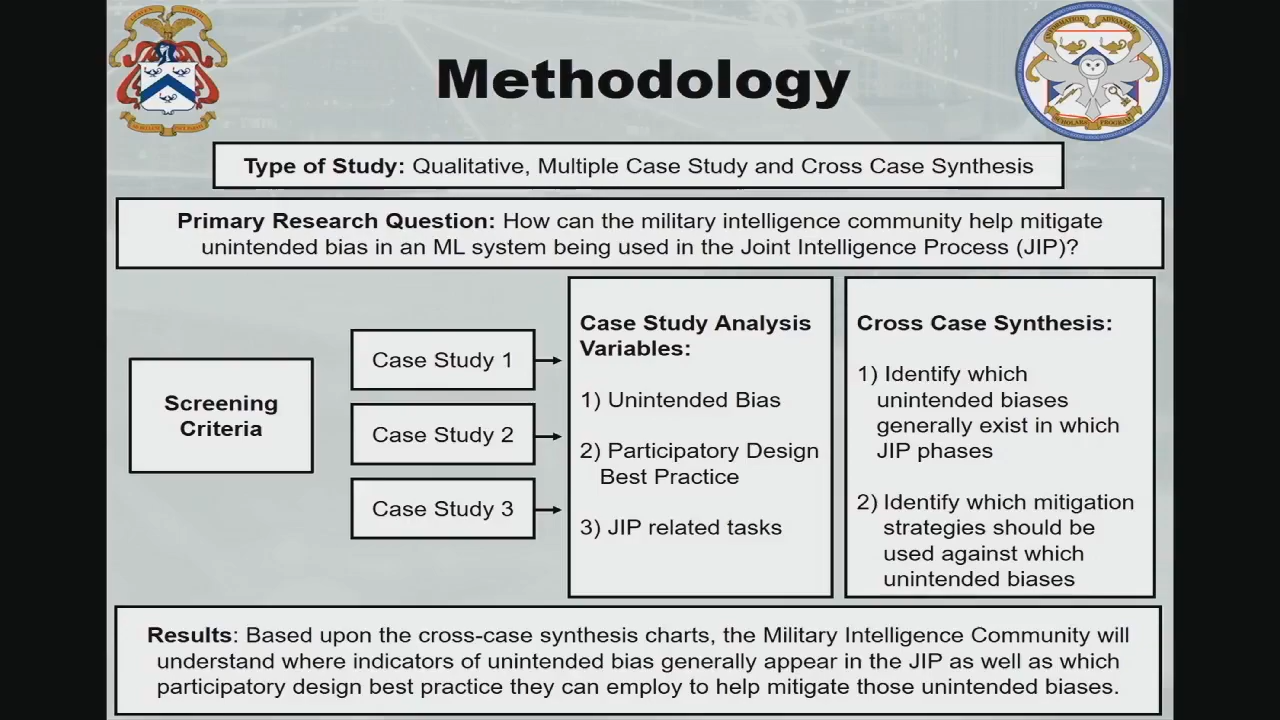 LEAVEN WORTH
INFORMATION ADVANTAGE
SCHOLARS PROGRAM
Methodology
Type of Study: Qualitative, Multiple Case Study and Cross Case Synthesis
Primary Research Question: How can the military intelligence community help mitigate
unintended bias in an ML system being used in the Joint Intelligence Process (JIP)?
Screening
Criteria
Case Study 1
Case Study 2
Case Study 3
Case Study Analysis
Variables:
1) Unintended Bias
2) Participatory Design
Best Practice
3) JIP related tasks
Cross Case Synthesis:
1) Identify which
unintended biases
generally exist in which
JIP phases
2) Identify which mitigation
strategies should be
used against which
unintended biases
Results: Based upon the cross-case synthesis charts, the Military Intelligence Community will
understand where indicators of unintended bias generally appear in the JIP as well as which
participatory design best practice they can employ to help mitigate those unintended biases.